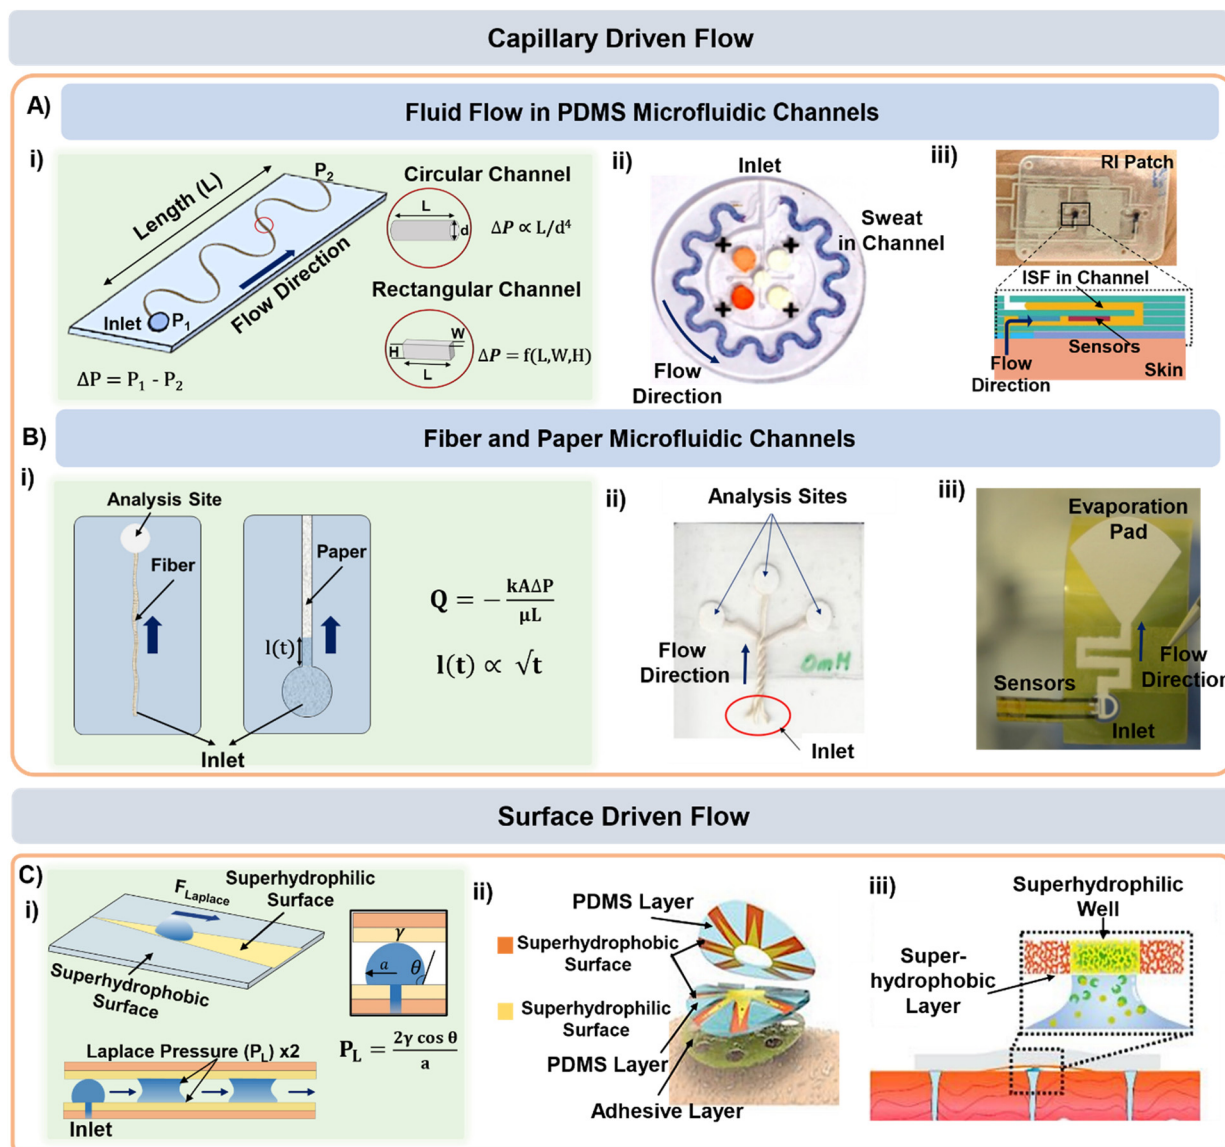 Capillary Driven Flow
A)
Fluid Flow in PDMS Microfluidic Channels
i)
Length (L)
P₂
Inlet
P₁
Flow Direction
ΔP = P₁ - P₂
Circular Channel
L
d
ΔP ∝ L/d⁴
Rectangular Channel
W
H
L
ΔP = f(L,W,H)
ii)
Inlet
Sweat
in Channel
Flow
Direction
iii)
RI Patch
ISF in Channel
Sensors
Flow
Direction
Skin
B)
Fiber and Paper Microfluidic Channels
i)
Analysis Site
Fiber
Paper
l(t)
Inlet
Q = − kAΔP / μL
l(t) ∝ √t
ii)
Analysis Sites
Flow
Direction
0mM
Inlet
iii)
Evaporation
Pad
Flow
Direction
Sensors
Inlet
Surface Driven Flow
C)
i)
F_Laplace
Superhydrophilic
Surface
Superhydrophobic
Surface
γ
a
θ
Laplace Pressure (P_L) x2
Inlet
P_L = 2γ cos θ / a
ii)
PDMS Layer
Superhydrophobic
Surface
Superhydrophilic
Surface
PDMS Layer
Adhesive Layer
iii)
Superhydrophilic
Well
Super-
hydrophobic
Layer